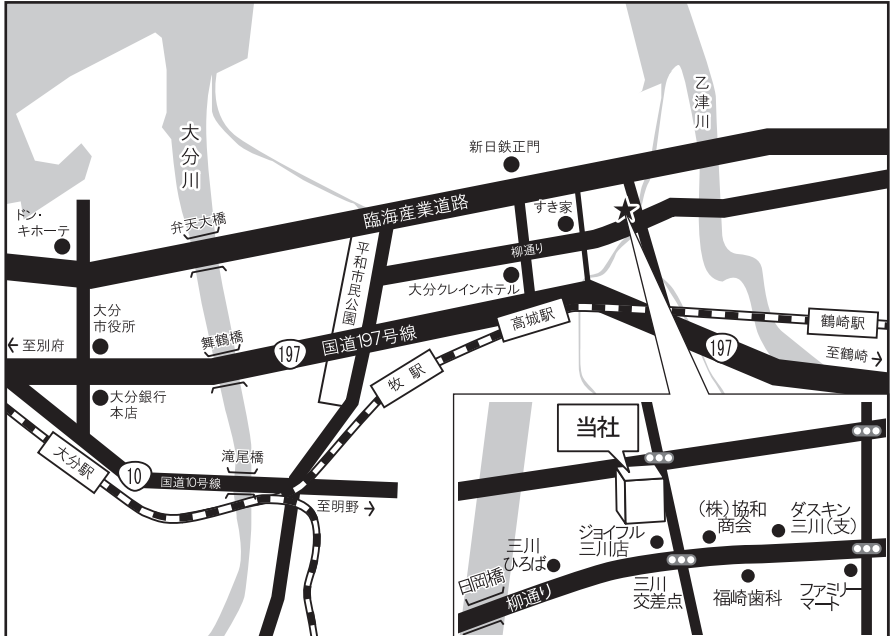 乙津川
新日鉄正門
大分川
臨海産業道路
すき家
ドン・
キホーテ
弁天大橋
柳通り
平和市民公園
大分クレインホテル
大分
市役所
高城駅
鶴崎駅
舞鶴橋
国道197号線
197
197
至別府
至鶴崎
牧駅
大分銀行
本店
大分駅
滝尾橋
10
国道10号線
至明野
当社
(株)協和
商会
ダスキン
三川(支)
ジョイフル
三川店
三川
ひろば
日岡橋
柳通り
三川
交差点
福崎歯科
ファミリー
マート